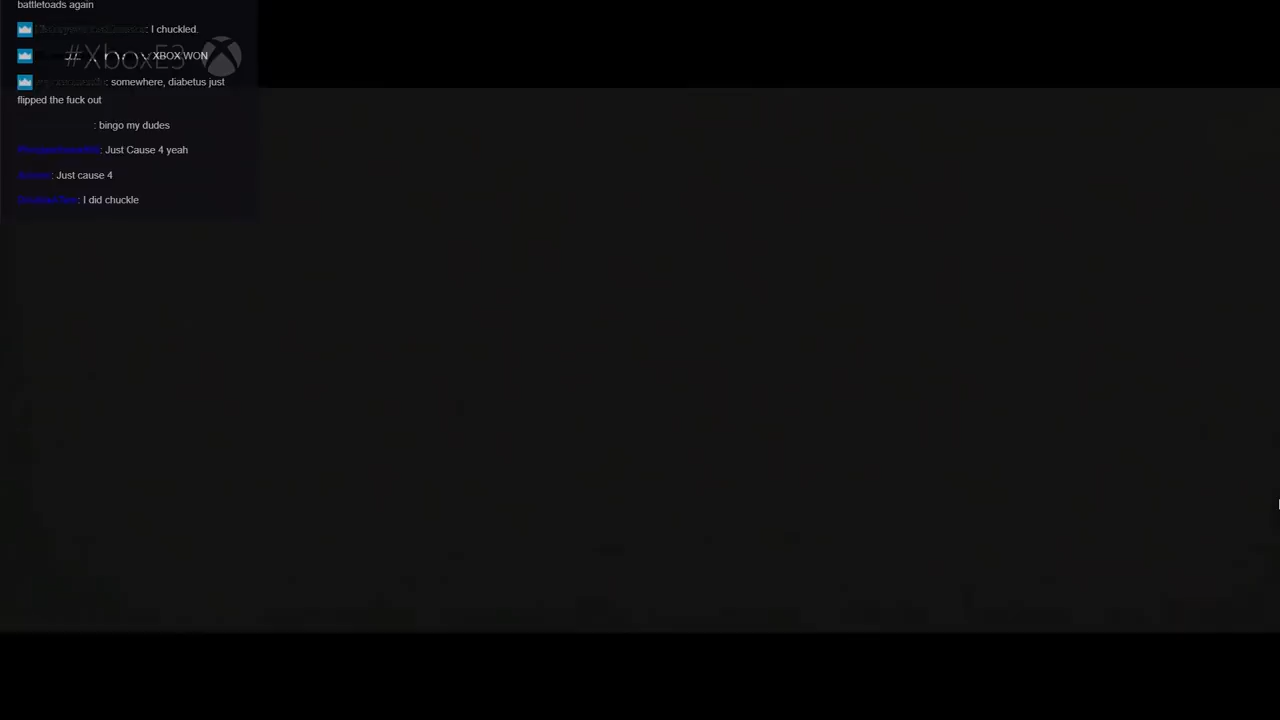 battletoads again
: I chuckled.
#XboxE3
XBOX WON
: somewhere, diabetus just
flipped the fuck out
: bingo my dudes
: Just Cause 4 yeah
: Just cause 4
: I did chuckle